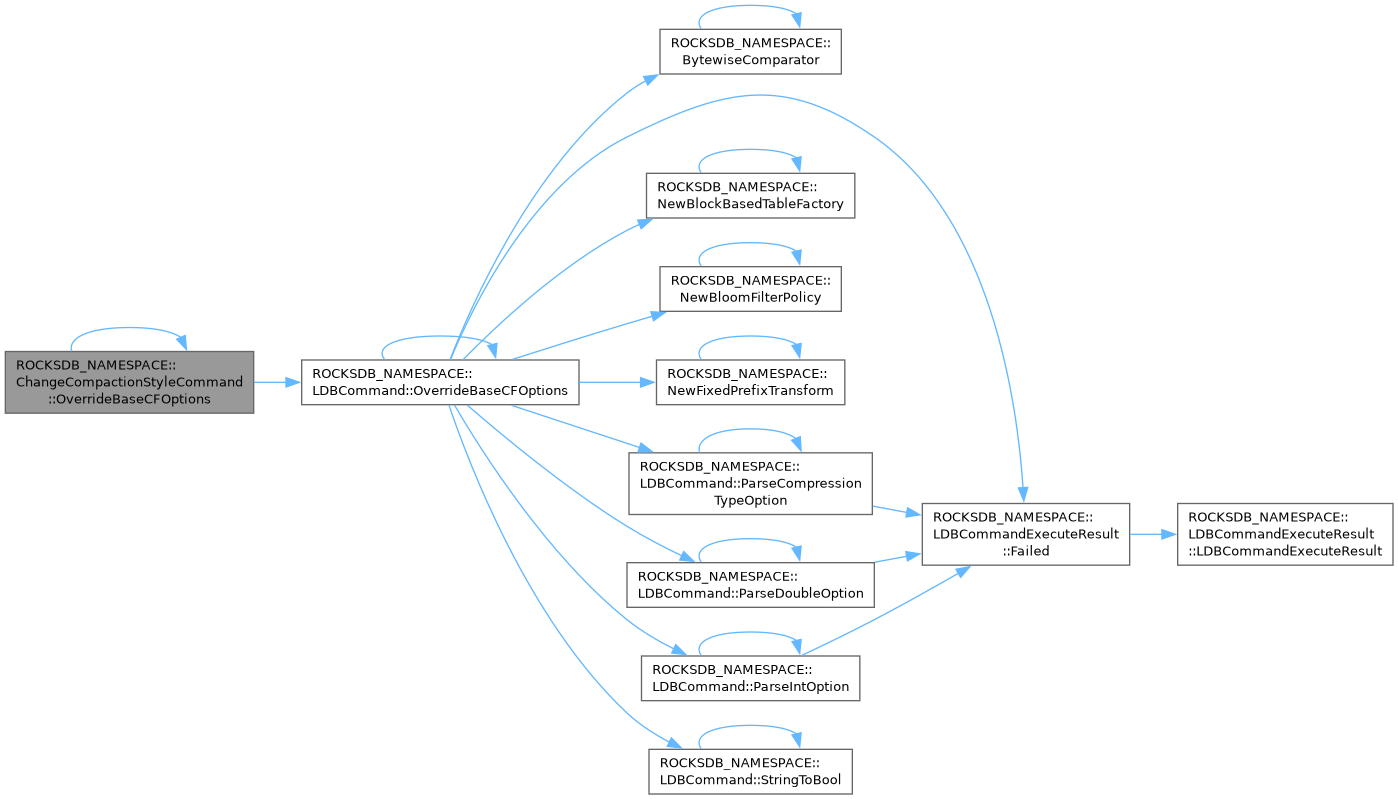 ROCKSDB_NAMESPACE::
BytewiseComparator
ROCKSDB_NAMESPACE::
NewBlockBasedTableFactory
ROCKSDB_NAMESPACE::
NewBloomFilterPolicy
ROCKSDB_NAMESPACE::
ChangeCompactionStyleCommand
::OverrideBaseCFOptions
ROCKSDB_NAMESPACE::
LDBCommand::OverrideBaseCFOptions
ROCKSDB_NAMESPACE::
NewFixedPrefixTransform
ROCKSDB_NAMESPACE::
LDBCommand::ParseCompression
TypeOption
ROCKSDB_NAMESPACE::
LDBCommandExecuteResult
::Failed
ROCKSDB_NAMESPACE::
LDBCommandExecuteResult
::LDBCommandExecuteResult
ROCKSDB_NAMESPACE::
LDBCommand::ParseDoubleOption
ROCKSDB_NAMESPACE::
LDBCommand::ParseIntOption
ROCKSDB_NAMESPACE::
LDBCommand::StringToBool